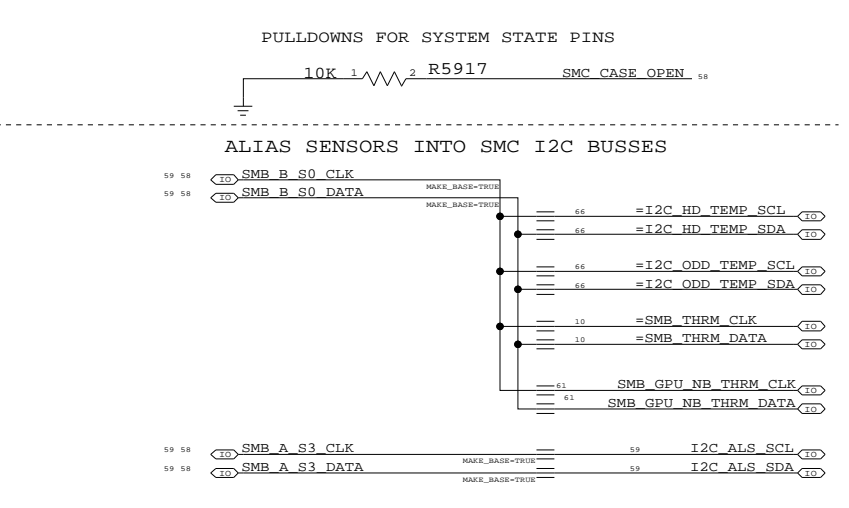 PULLDOWNS FOR SYSTEM STATE PINS
10K 1 2 R5917 SMC_CASE_OPEN 58
ALIAS SENSORS INTO SMC I2C BUSSES
59 58 IO SMB_B_S0_CLK
MAKE_BASE=TRUE
59 58 IO SMB_B_S0_DATA
MAKE_BASE=TRUE
66 =I2C_HD_TEMP_SCL IO
66 =I2C_HD_TEMP_SDA IO
66 =I2C_ODD_TEMP_SCL IO
66 =I2C_ODD_TEMP_SDA IO
10 =SMB_THRM_CLK IO
10 =SMB_THRM_DATA IO
61 SMB_GPU_NB_THRM_CLK IO
61 SMB_GPU_NB_THRM_DATA IO
59 58 IO SMB_A_S3_CLK 59 I2C_ALS_SCL IO
MAKE_BASE=TRUE
59 58 IO SMB_A_S3_DATA 59 I2C_ALS_SDA IO
MAKE_BASE=TRUE